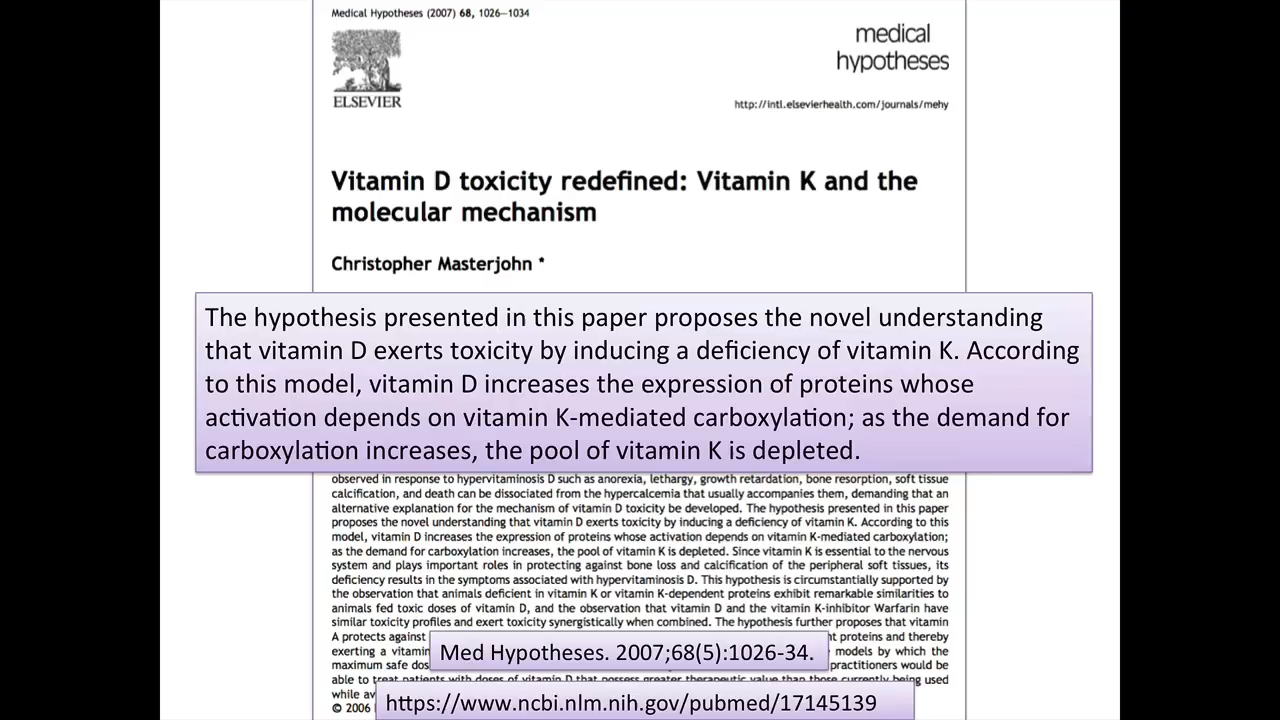 Medical Hypotheses (2007) 68, 1026–1034
medical
hypotheses
ELSEVIER
http://intl.elsevierhealth.com/journals/mehy
Vitamin D toxicity redefined: Vitamin K and the
molecular mechanism
Christopher Masterjohn *
The hypothesis presented in this paper proposes the novel understanding
that vitamin D exerts toxicity by inducing a deficiency of vitamin K. According
to this model, vitamin D increases the expression of proteins whose
activation depends on vitamin K-mediated carboxylation; as the demand for
carboxylation increases, the pool of vitamin K is depleted.
observed in response to hypervitaminosis D such as anorexia, lethargy, growth retardation, bone resorption, soft tissue
calcification, and death can be dissociated from the hypercalcemia that usually accompanies them, demanding that an
alternative explanation for the mechanism of vitamin D toxicity be developed. The hypothesis presented in this paper
proposes the novel understanding that vitamin D exerts toxicity by inducing a deficiency of vitamin K. According to this
model, vitamin D increases the expression of proteins whose activation depends on vitamin K-mediated carboxylation;
as the demand for carboxylation increases, the pool of vitamin K is depleted. Since vitamin K is essential to the nervous
system and plays important roles in protecting against bone loss and calcification of the peripheral soft tissues, its
deficiency results in the symptoms associated with hypervitaminosis D. This hypothesis is circumstantially supported by
the observation that animals deficient in vitamin K or vitamin K-dependent proteins exhibit remarkable similarities to
animals fed toxic doses of vitamin D, and the observation that vitamin D and the vitamin K-inhibitor Warfarin have
similar toxicity profiles and exert toxicity synergistically when combined. The hypothesis further proposes that vitamin
A protects against t proteins and thereby
exerting a vitamin models by which the
maximum safe dos practitioners would be
Med Hypotheses. 2007;68(5):1026-34.
able to treat patients with doses of vitamin D that possess greater therapeutic value than those currently being used
while av
© 2006
https://www.ncbi.nlm.nih.gov/pubmed/17145139